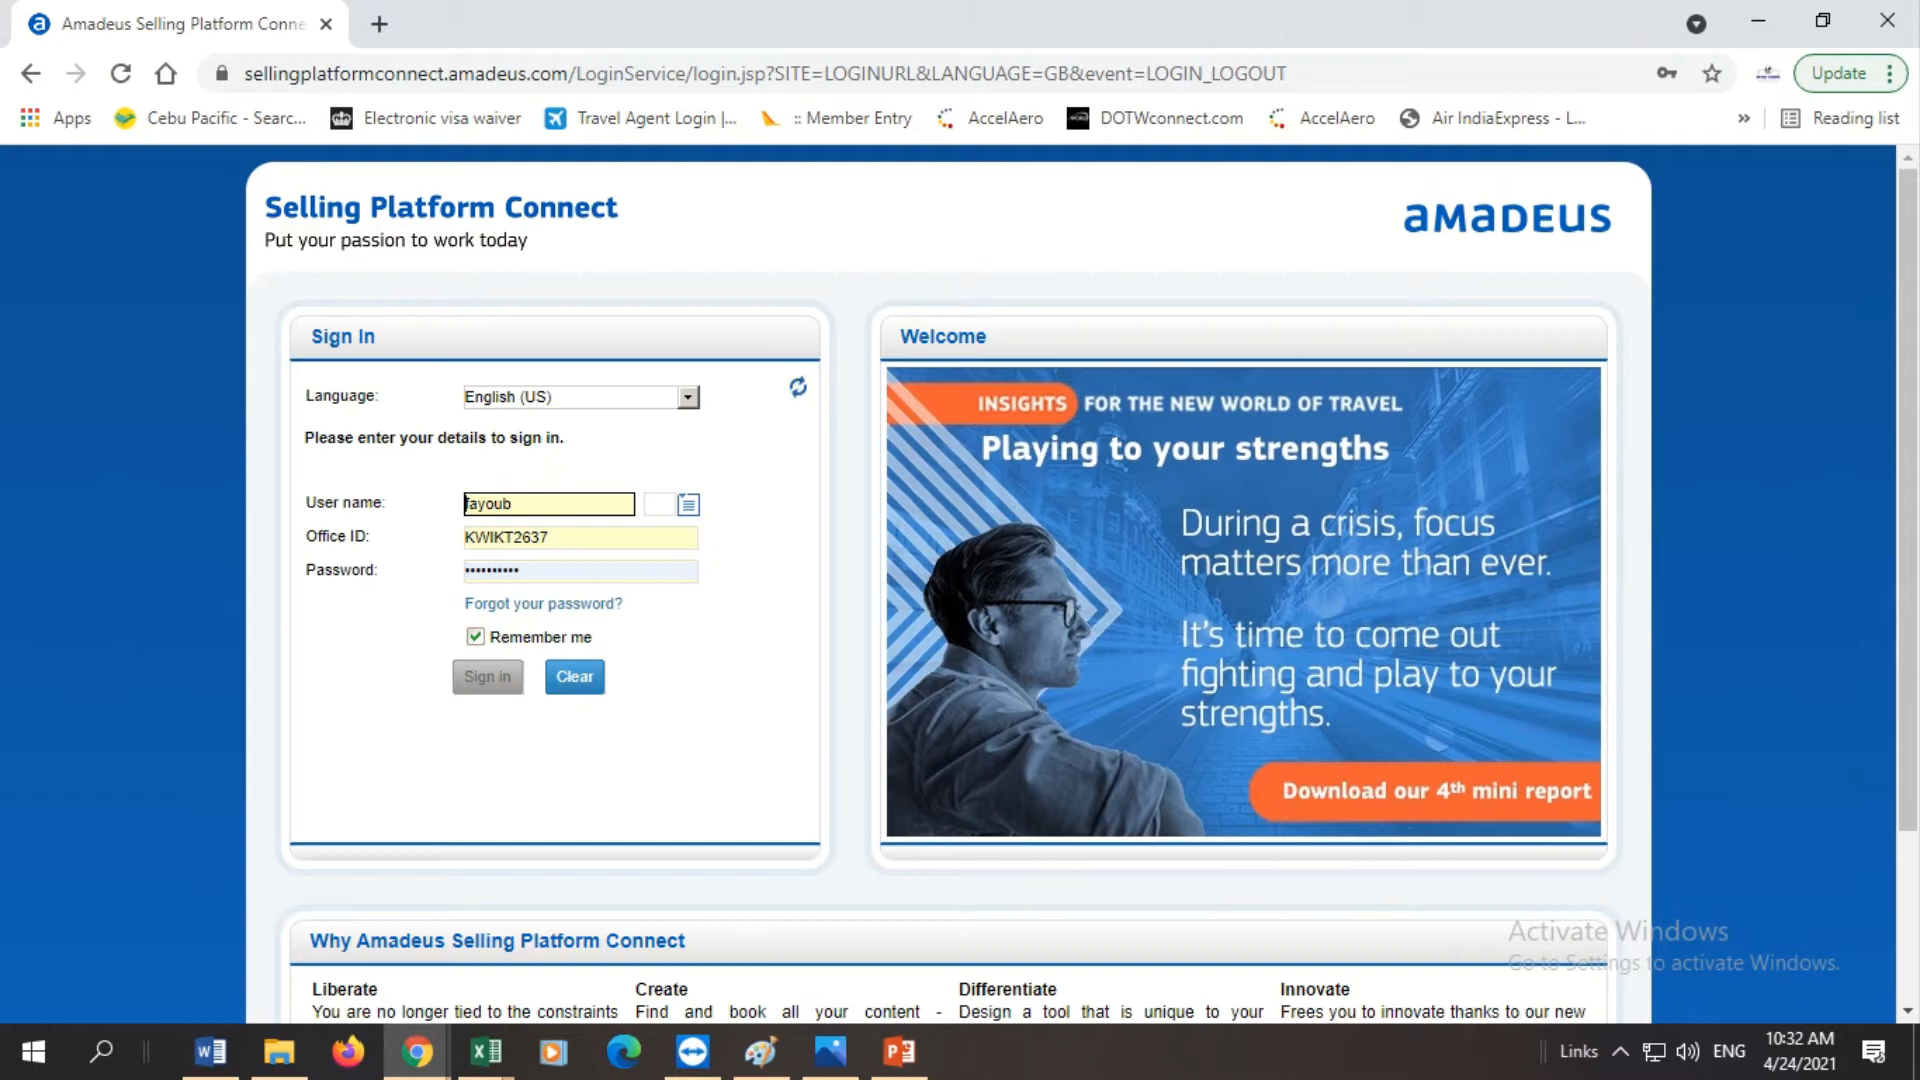 Amadeus Selling Platform Conne
sellingplatformconnect.amadeus.com/LoginService/login.jsp?SITE=LOGINURL&LANGUAGE=GB&event=LOGIN_LOGOUT
Update
Apps
Cebu Pacific - Searc...
Electronic visa waiver
Travel Agent Login |...
:: Member Entry
AccelAero
DOTWconnect.com
AccelAero
Air IndiaExpress - L...
»
Reading list
Selling Platform Connect
Put your passion to work today
amadeus
Sign In
Language:
English (US)
Please enter your details to sign in.
User name:
fayoub
Office ID:
KWIKT2637
Password:
••••••••••
Forgot your password?
Remember me
Sign in
Clear
Welcome
INSIGHTS FOR THE NEW WORLD OF TRAVEL
Playing to your strengths
During a crisis, focus
matters more than ever.
It's time to come out
fighting and play to your
strengths.
Download our 4th mini report
Why Amadeus Selling Platform Connect
Liberate
You are no longer tied to the constraints
Create
Find and book all your content -
Differentiate
Design a tool that is unique to your
Innovate
Frees you to innovate thanks to our new
Activate Windows
Go to Settings to activate Windows.
Links
ENG
10:32 AM
4/24/2021